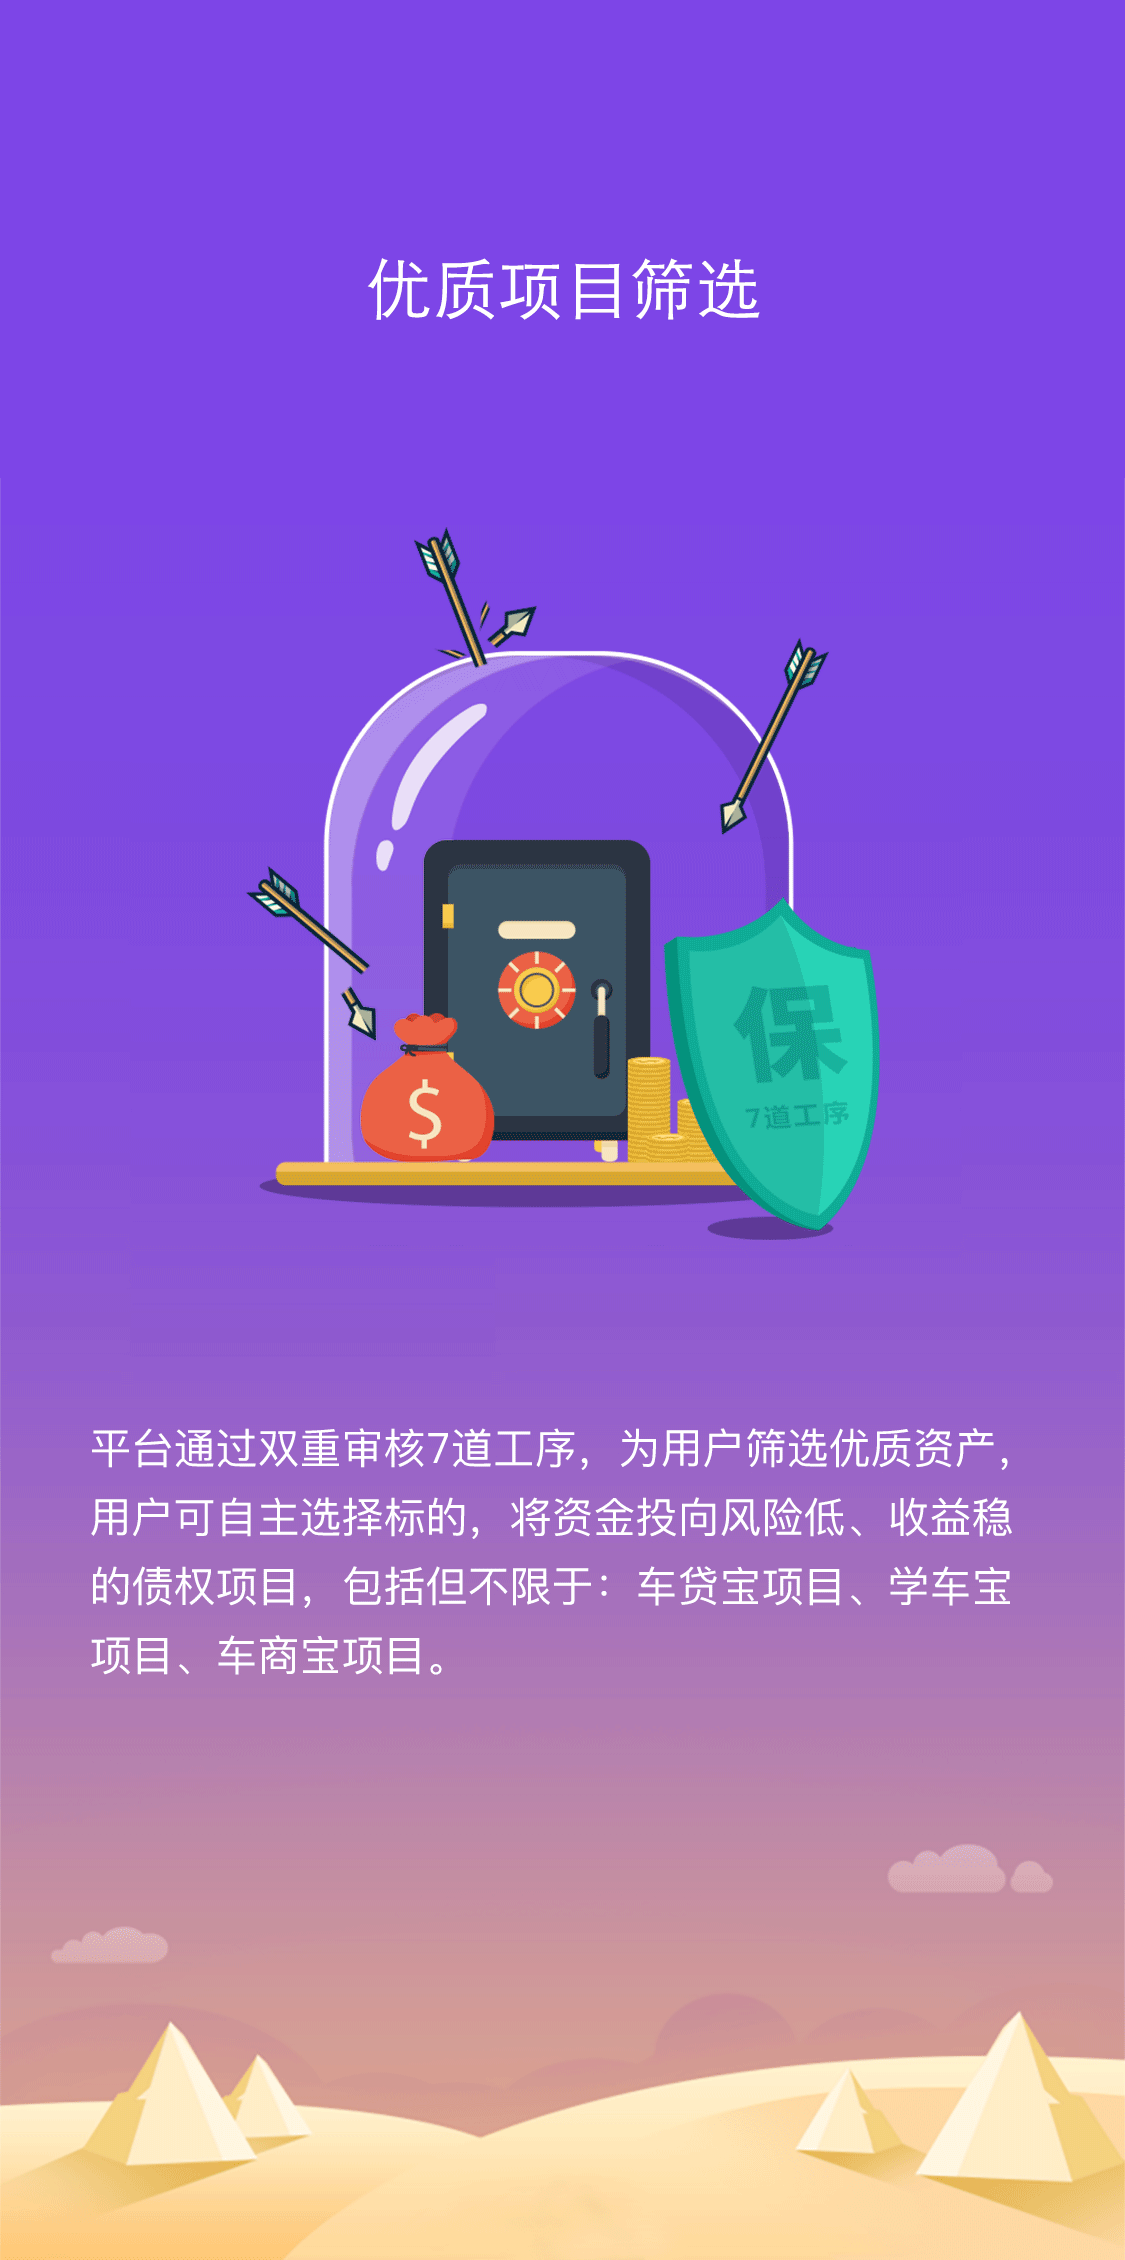 优质项目筛选
$
保
7道工序
平台通过双重审核7道工序，为用户筛选优质资产，
用户可自主选择标的，将资金投向风险低、收益稳
的债权项目，包括但不限于：车贷宝项目、学车宝
项目、车商宝项目。